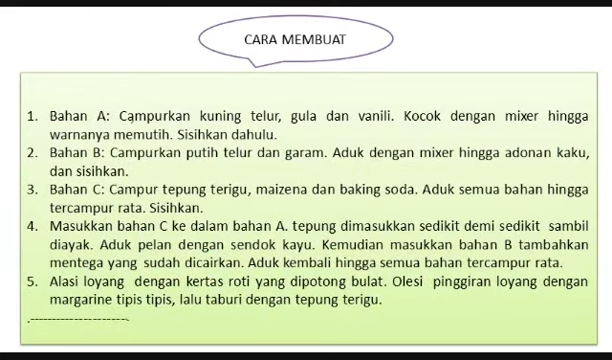 CARA MEMBUAT
1. Bahan A: Campurkan kuning telur, gula dan vanili. Kocok dengan mixer hingga
warnanya memutih. Sisihkan dahulu.
2. Bahan B: Campurkan putih telur dan garam. Aduk dengan mixer hingga adonan kaku,
dan sisihkan.
3. Bahan C: Campur tepung terigu, maizena dan baking soda. Aduk semua bahan hingga
tercampur rata. Sisihkan.
4. Masukkan bahan C ke dalam bahan A. tepung dimasukkan sedikit demi sedikit sambil
diayak. Aduk pelan dengan sendok kayu. Kemudian masukkan bahan B tambahkan
mentega yang sudah dicairkan. Aduk kembali hingga semua bahan tercampur rata.
5. Alasi loyang dengan kertas roti yang dipotong bulat. Olesi pinggiran loyang dengan
margarine tipis tipis, lalu taburi dengan tepung terigu.
.----------------------.